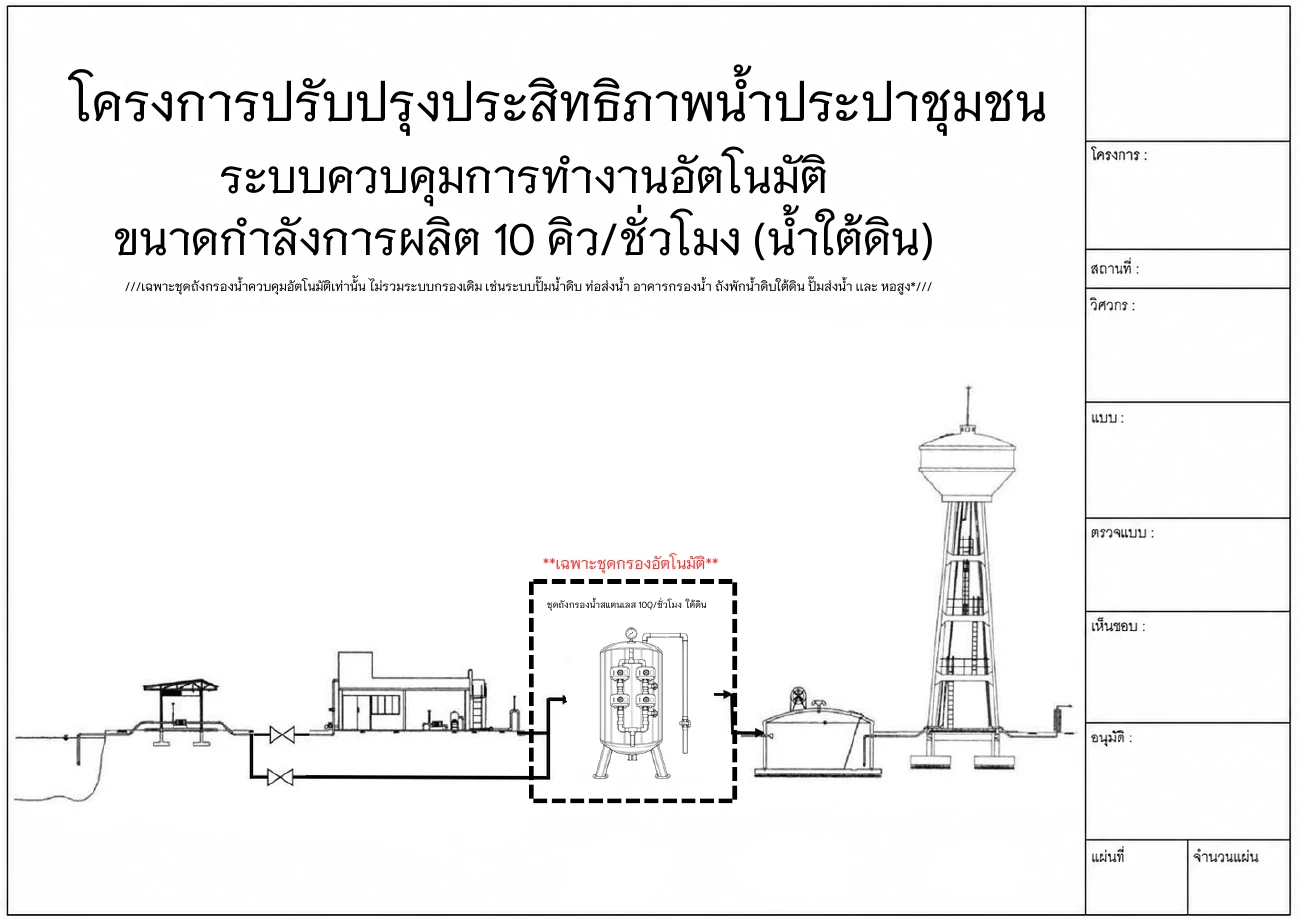 โครงการปรับปรุงประสิทธิภาพน้ำประปาชุมชน
ระบบควบคุมการทำงานอัตโนมัติ
ขนาดกำลังการผลิต 10 คิว/ชั่วโมง (น้ำใต้ดิน)
///เฉพาะชุดถังกรองน้ำควบคุมอัตโนมัติเท่านั้น ไม่รวมระบบกรองเดิม เช่นระบบปั๊มน้ำดิบ ท่อส่งน้ำ อาคารกรองน้ำ ถังพักน้ำดิบใต้ดิน ปั๊มส่งน้ำ และ หอสูง*///
**เฉพาะชุดกรองอัตโนมัติ**
ชุดถังกรองน้ำสแตนเลส 10Q/ชั่วโมง ใต้ดิน
โครงการ :
สถานที่ :
วิศวกร :
แบบ :
ตรวจแบบ :
เห็นชอบ :
อนุมัติ :
แผ่นที่
จำนวนแผ่น